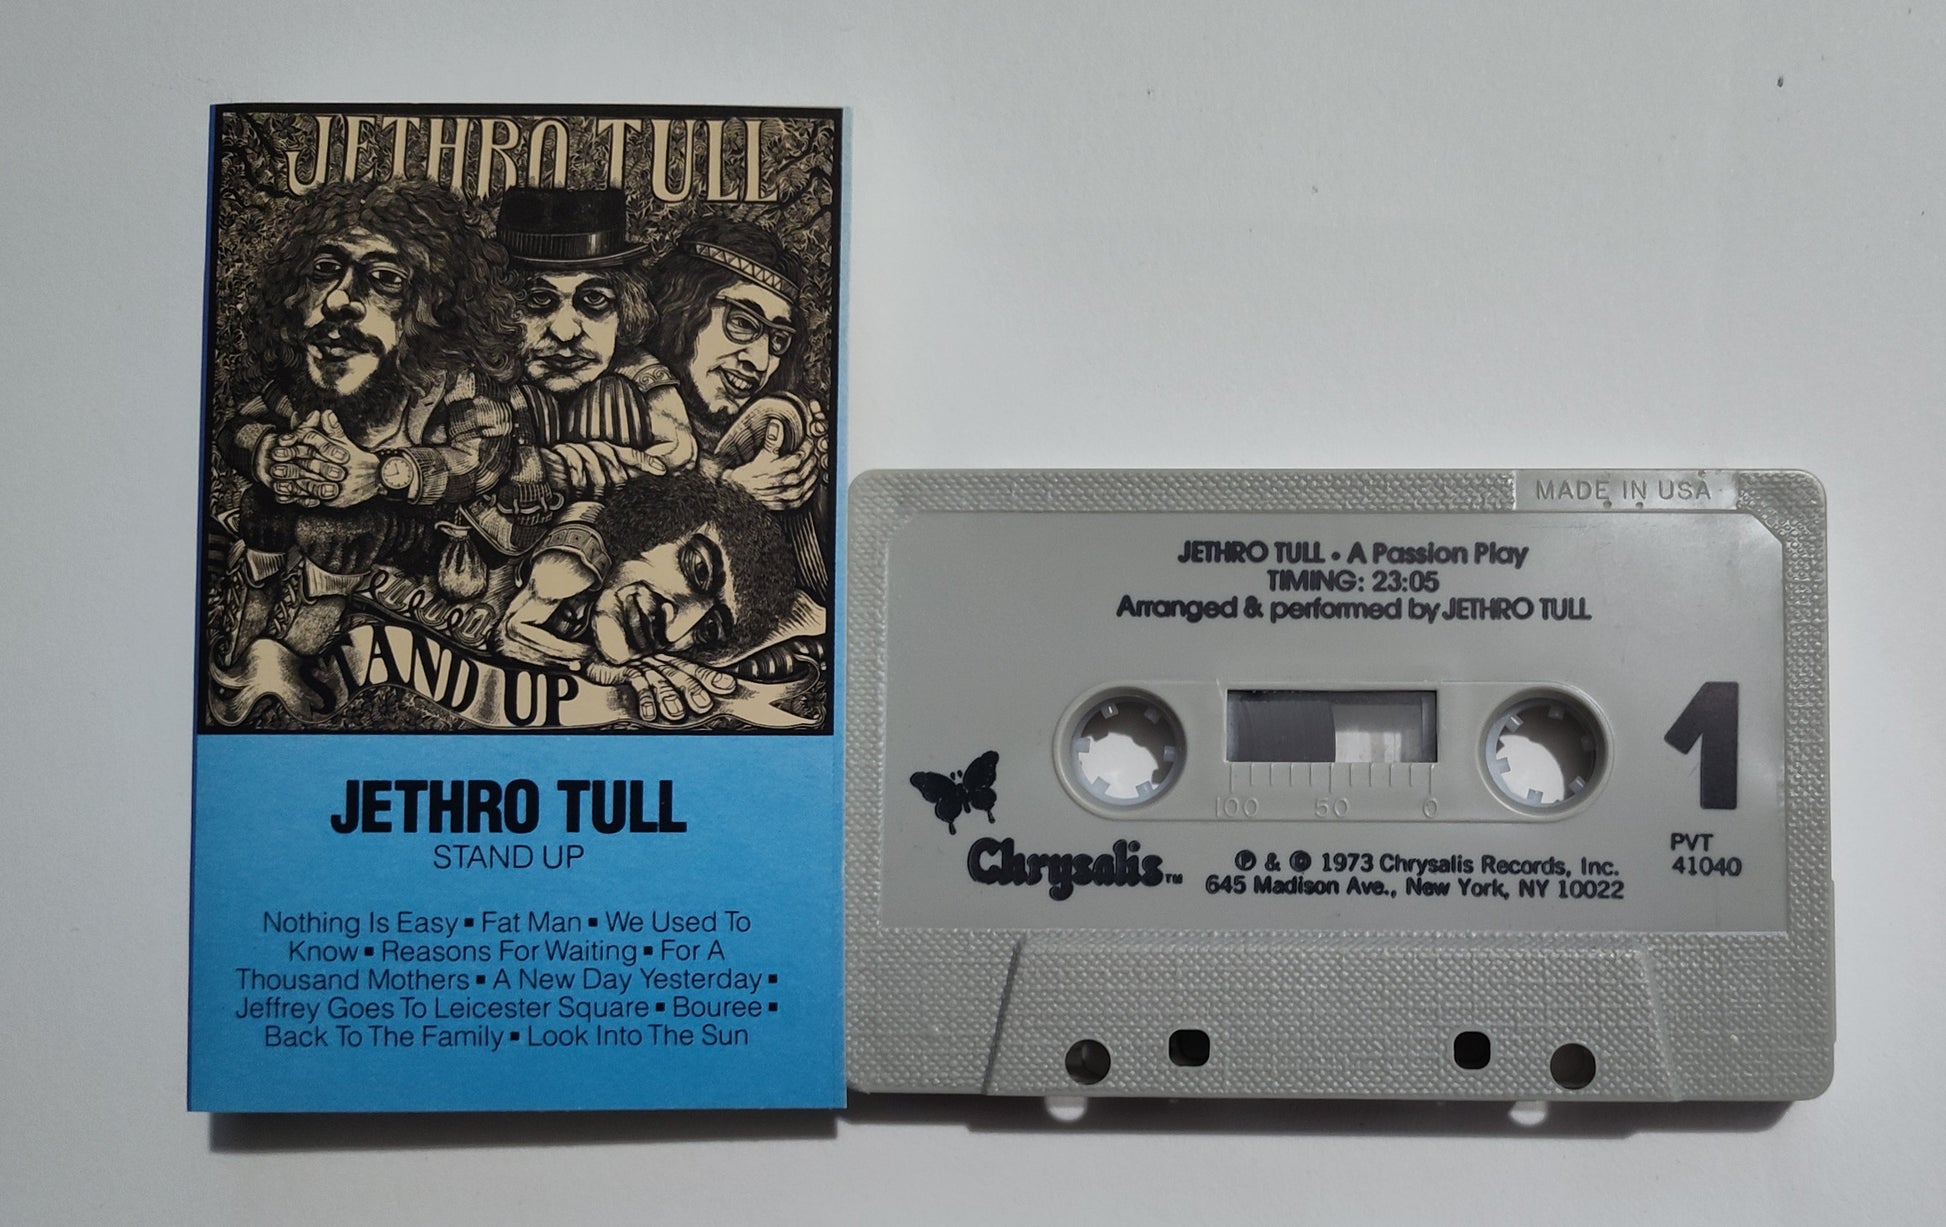 JETHRO TULL
STAND UP
JETHRO TULL
STAND UP
Nothing Is Easy ▪ Fat Man ▪ We Used To
Know ▪ Reasons For Waiting ▪ For A
Thousand Mothers ▪ A New Day Yesterday ▪
Jeffrey Goes To Leicester Square ▪ Bouree ▪
Back To The Family ▪ Look Into The Sun
MADE IN USA
JETHRO TULL • A Passion Play
TIMING: 23:05
Arranged & performed by JETHRO TULL
1
100 50 0
PVT
41040
Chrysalis™
℗ & © 1973 Chrysalis Records, Inc.
645 Madison Ave., New York, NY 10022